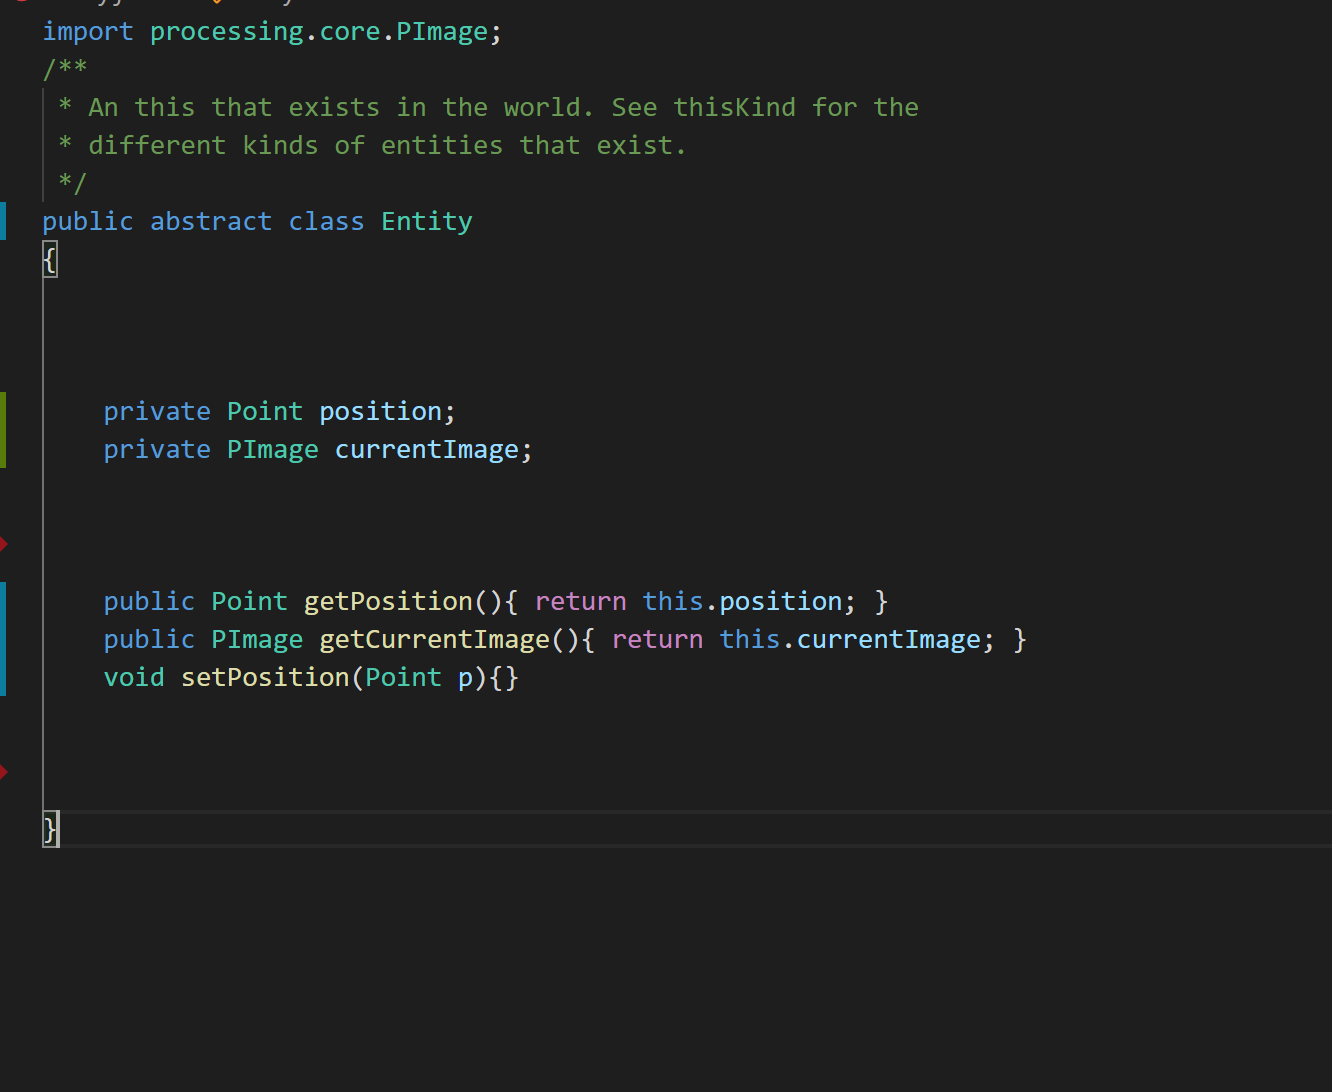 import processing.core.PImage;
/**
 * An this that exists in the world. See thisKind for the
 * different kinds of entities that exist.
 */
public abstract class Entity
{
    private Point position;
    private PImage currentImage;
    public Point getPosition(){ return this.position; }
    public PImage getCurrentImage(){ return this.currentImage; }
    void setPosition(Point p){}
}